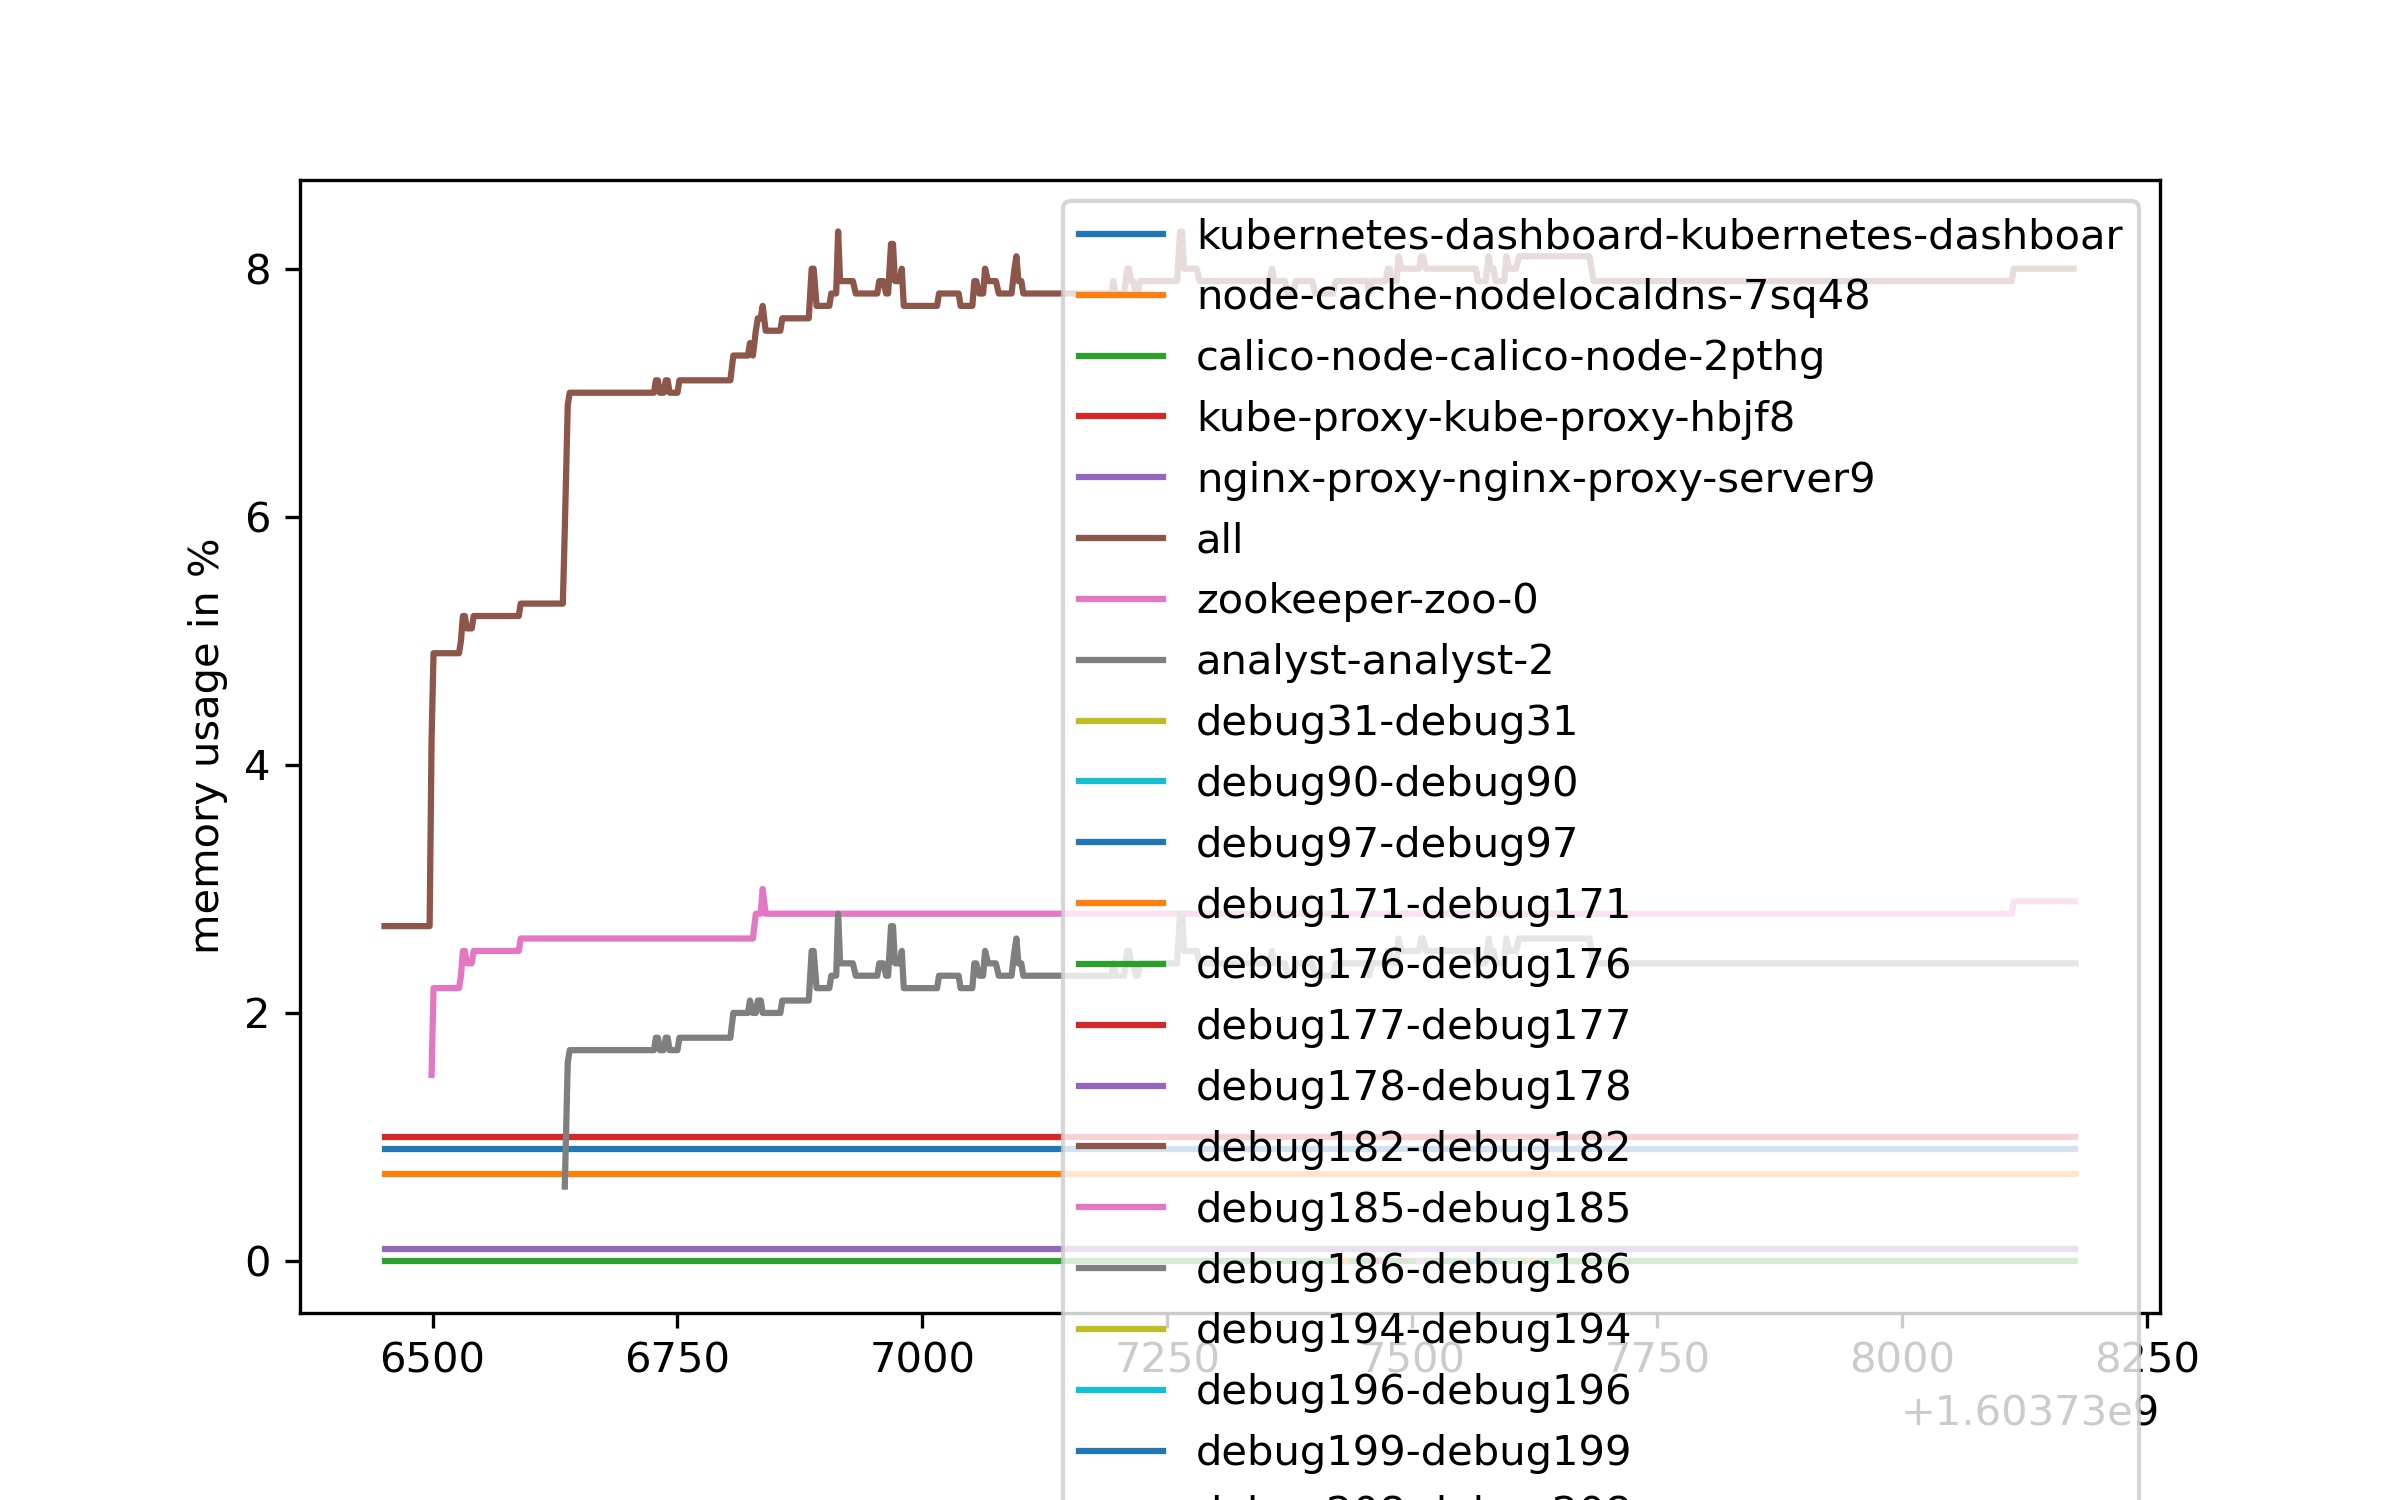 kubernetes-dashboard-kubernetes-dashboar
node-cache-nodelocaldns-7sq48
calico-node-calico-node-2pthg
kube-proxy-kube-proxy-hbjf8
nginx-proxy-nginx-proxy-server9
all
zookeeper-zoo-0
analyst-analyst-2
debug31-debug31
debug90-debug90
debug97-debug97
debug171-debug171
debug176-debug176
debug177-debug177
debug178-debug178
debug182-debug182
debug185-debug185
debug186-debug186
debug194-debug194
debug196-debug196
debug199-debug199
8
6
4
2
0
memory usage in %
6500 6750 7000 7250 7500 7750 8000 8250
+1.60373e9